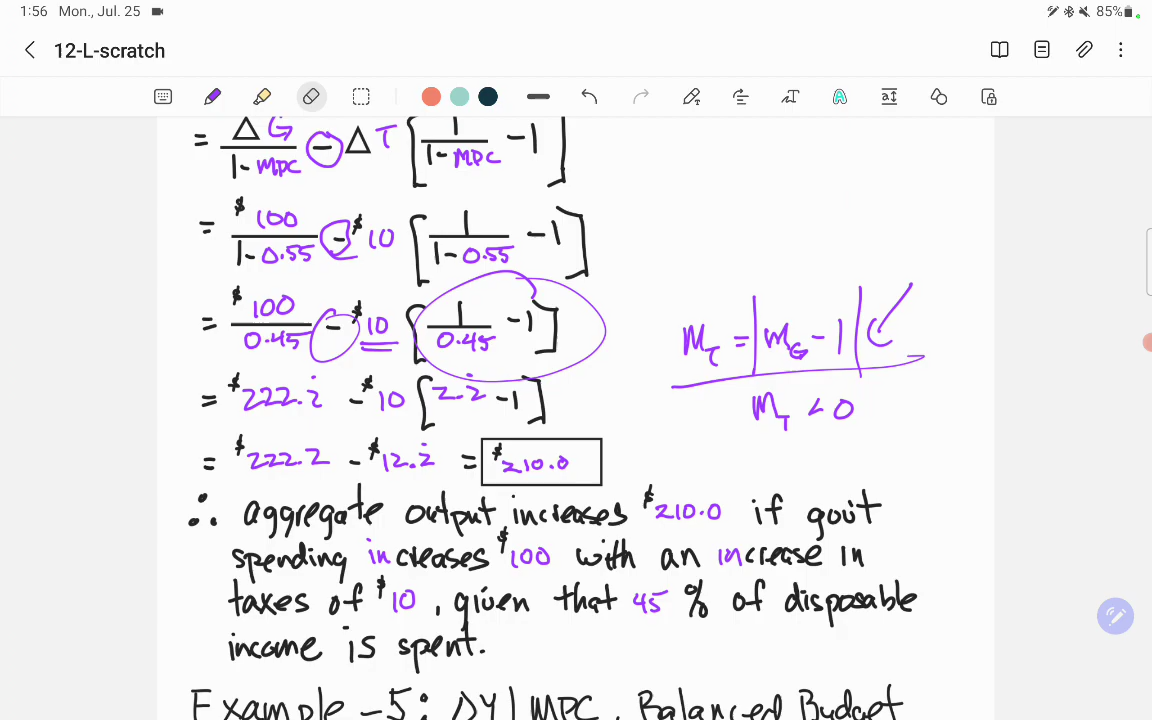 1:56 Mon., Jul. 25 85%
12-L-scratch
= ΔG / 1-MPC - ΔT [ 1 / 1-MPC - 1 ]
= $100 / 1-0.55 - $10 [ 1 / 1-0.55 - 1 ]
= $100 / 0.45 - $10 [ 1 / 0.45 - 1 ]
= $222.2̇ - $10 [ 2.2̇ - 1 ]
= $222.2 - $12.2̇ = $210.0
∴ aggregate output increases $210.0 if gov't
spending increases $100 with an increase in
taxes of $10, given that 45 % of disposable
income is spent.
Example -5: ΔY | MPC, Balanced Budget
= | m_G - 1 |
m_T < 0